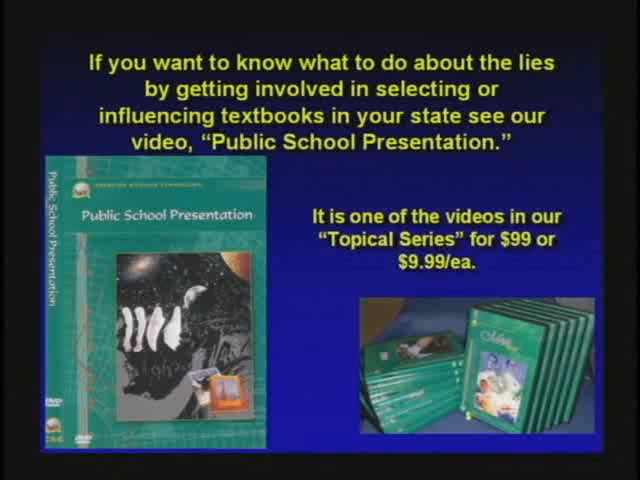 If you want to know what to do about the lies
by getting involved in selecting or
influencing textbooks in your state see our
video, “Public School Presentation.”
Public School Presentation
Public School Presentation
It is one of the videos in our
“Topical Series” for $99 or
$9.99/ea.
DVD
DVD